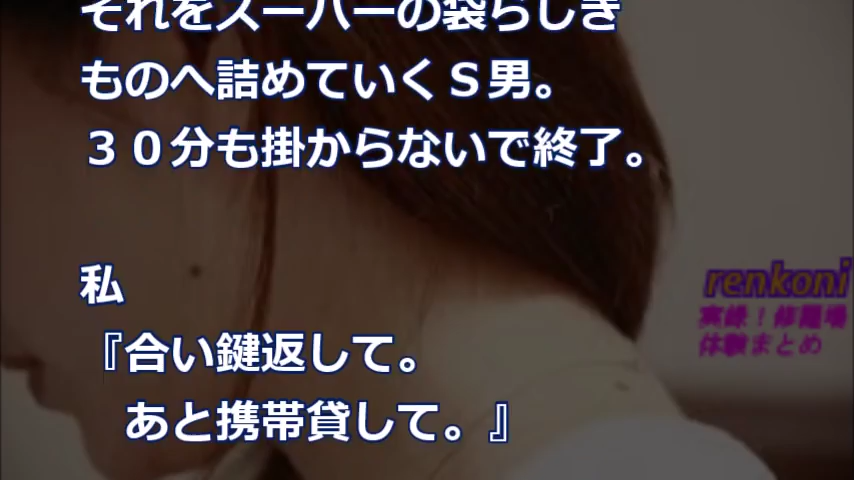 それをスーパーの袋らしき
ものへ詰めていくＳ男。
３０分も掛からないで終了。
私
『合い鍵返して。
あと携帯貸して。』
renkoni
実録！修羅場
体験まとめ